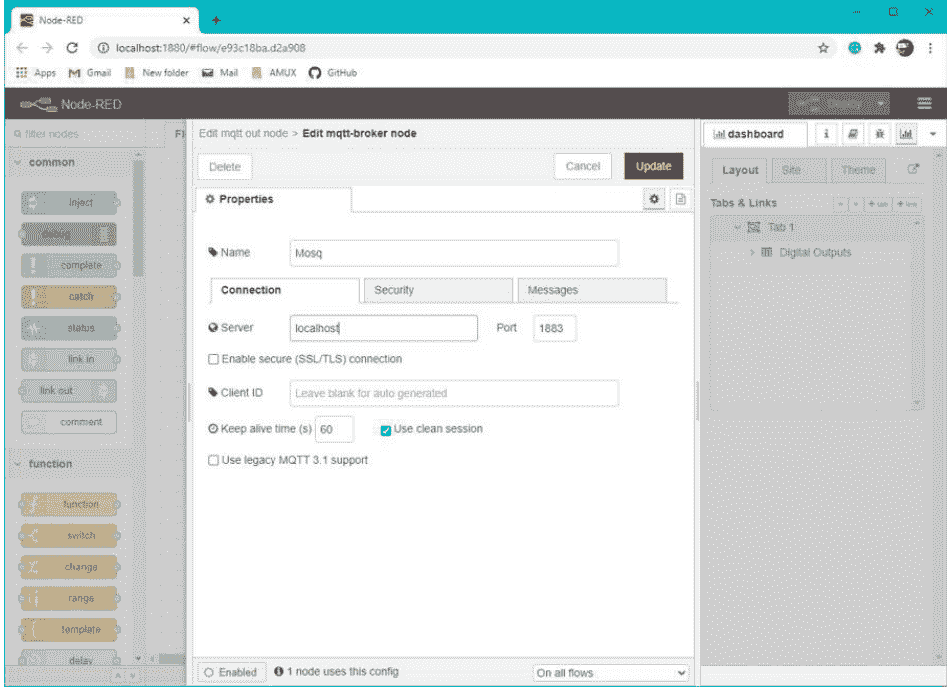 Node-RED
localhost:1880/#flow/e93c18ba.d2a908
Apps Gmail New folder Mail AMUX GitHub
Node-RED Deploy
filter nodes Fl Edit mqtt out node > Edit mqtt-broker node dashboard
common Delete Cancel Update Layout Site Theme
Properties Tabs & Links
inject Tab 1
debug Name Mosq Digital Outputs
complete Connection Security Messages
catch
status Server localhost Port 1883
link in Enable secure (SSL/TLS) connection
link out Client ID Leave blank for auto generated
comment Keep alive time (s) 60 Use clean session
function Use legacy MQTT 3.1 support
function
switch
change
range
template
delay Enabled 1 node uses this config On all flows